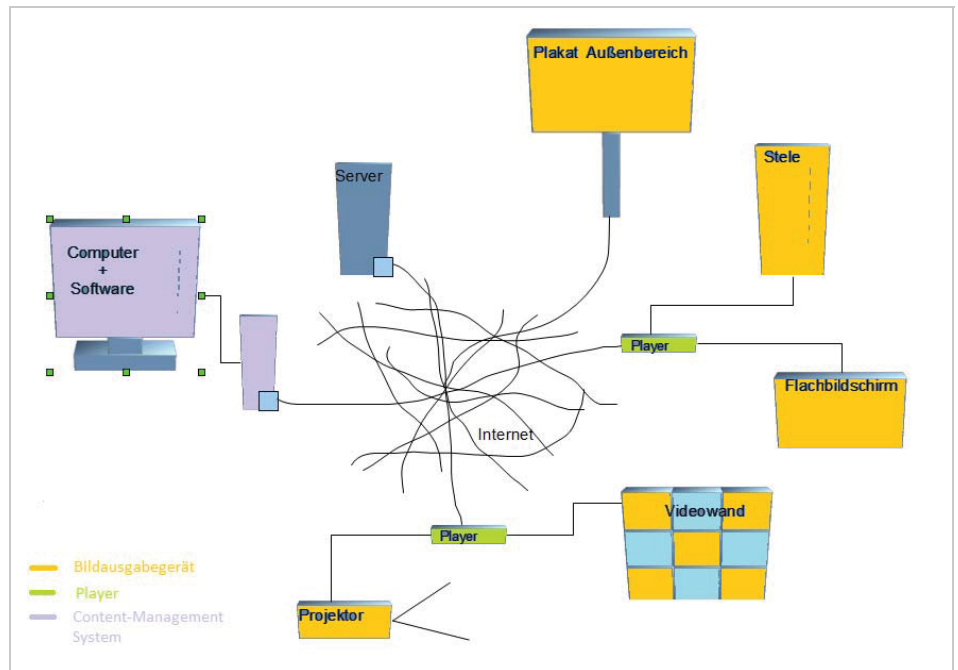 Plakat Außenbereich
Stele
Server
Computer
+
Software
Player
Flachbildschirm
Internet
Videowand
Player
Projektor
Bildausgabegerät
Player
Content-Management
System